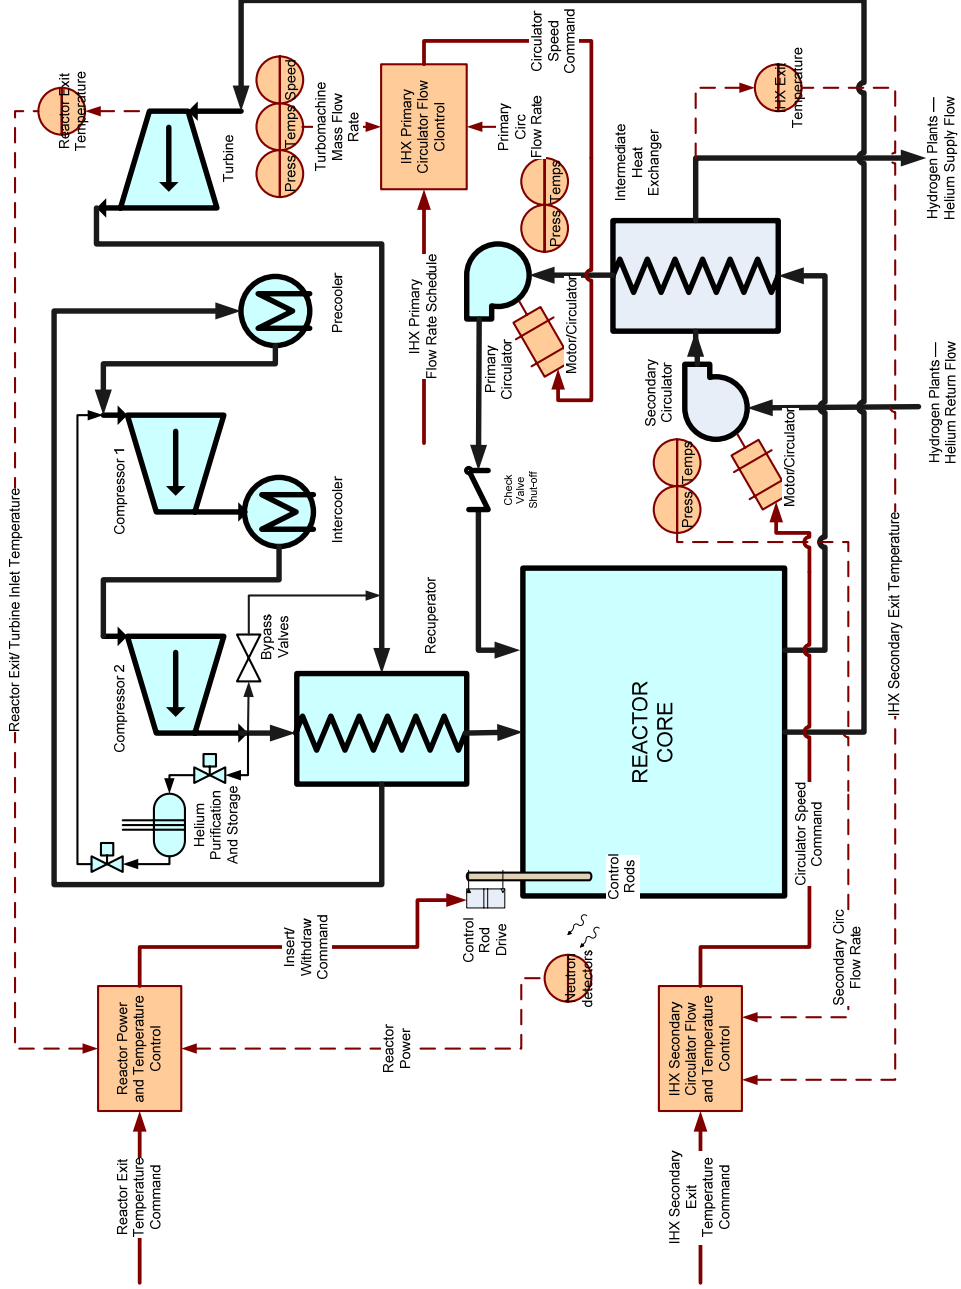 Reactor Exit
Temperature
Command
Reactor Power
and Temperature
Control
Reactor Exit/ Turbine Inlet Temperature
Reactor Exit
Temperature
Turbine
Press
Temps
Speed
Turbomachine
Mass Flow
Rate
IHX Primary
Circulator Flow
Clontrol
Primary
Circ
Flow Rate
Circulator
Speed
Command
IHX Primary
Flow Rate Schedule
Precooler
Compressor 1
Intercooler
Compressor 2
Bypass
Valves
Helium
Purification
And Storage
Recuperator
Insert/
Withdraw Command
Control
Rod
Drive
Reactor
Power
Neutron
detectors
Control
Rods
REACTOR
CORE
Check
Valve
Shut-off
Primary
Circulator
Motor/Circulator
Press
Temps
Intermediate
Heat
Exchanger
IHX Exit
Temperature
Secondary
Circulator
Motor/Circulator
Press
Temps
Hydrogen Plants—
Helium Supply Flow
Hydrogen Plants—
Helium Return Flow
IHX Secondary Exit Temperature
Circulator Speed
Command
Secondary Circ
Flow Rate
IHX Secondary
Circulator Flow
and Temperature
Control
IHX Secondary
Exit
Temperature
Command